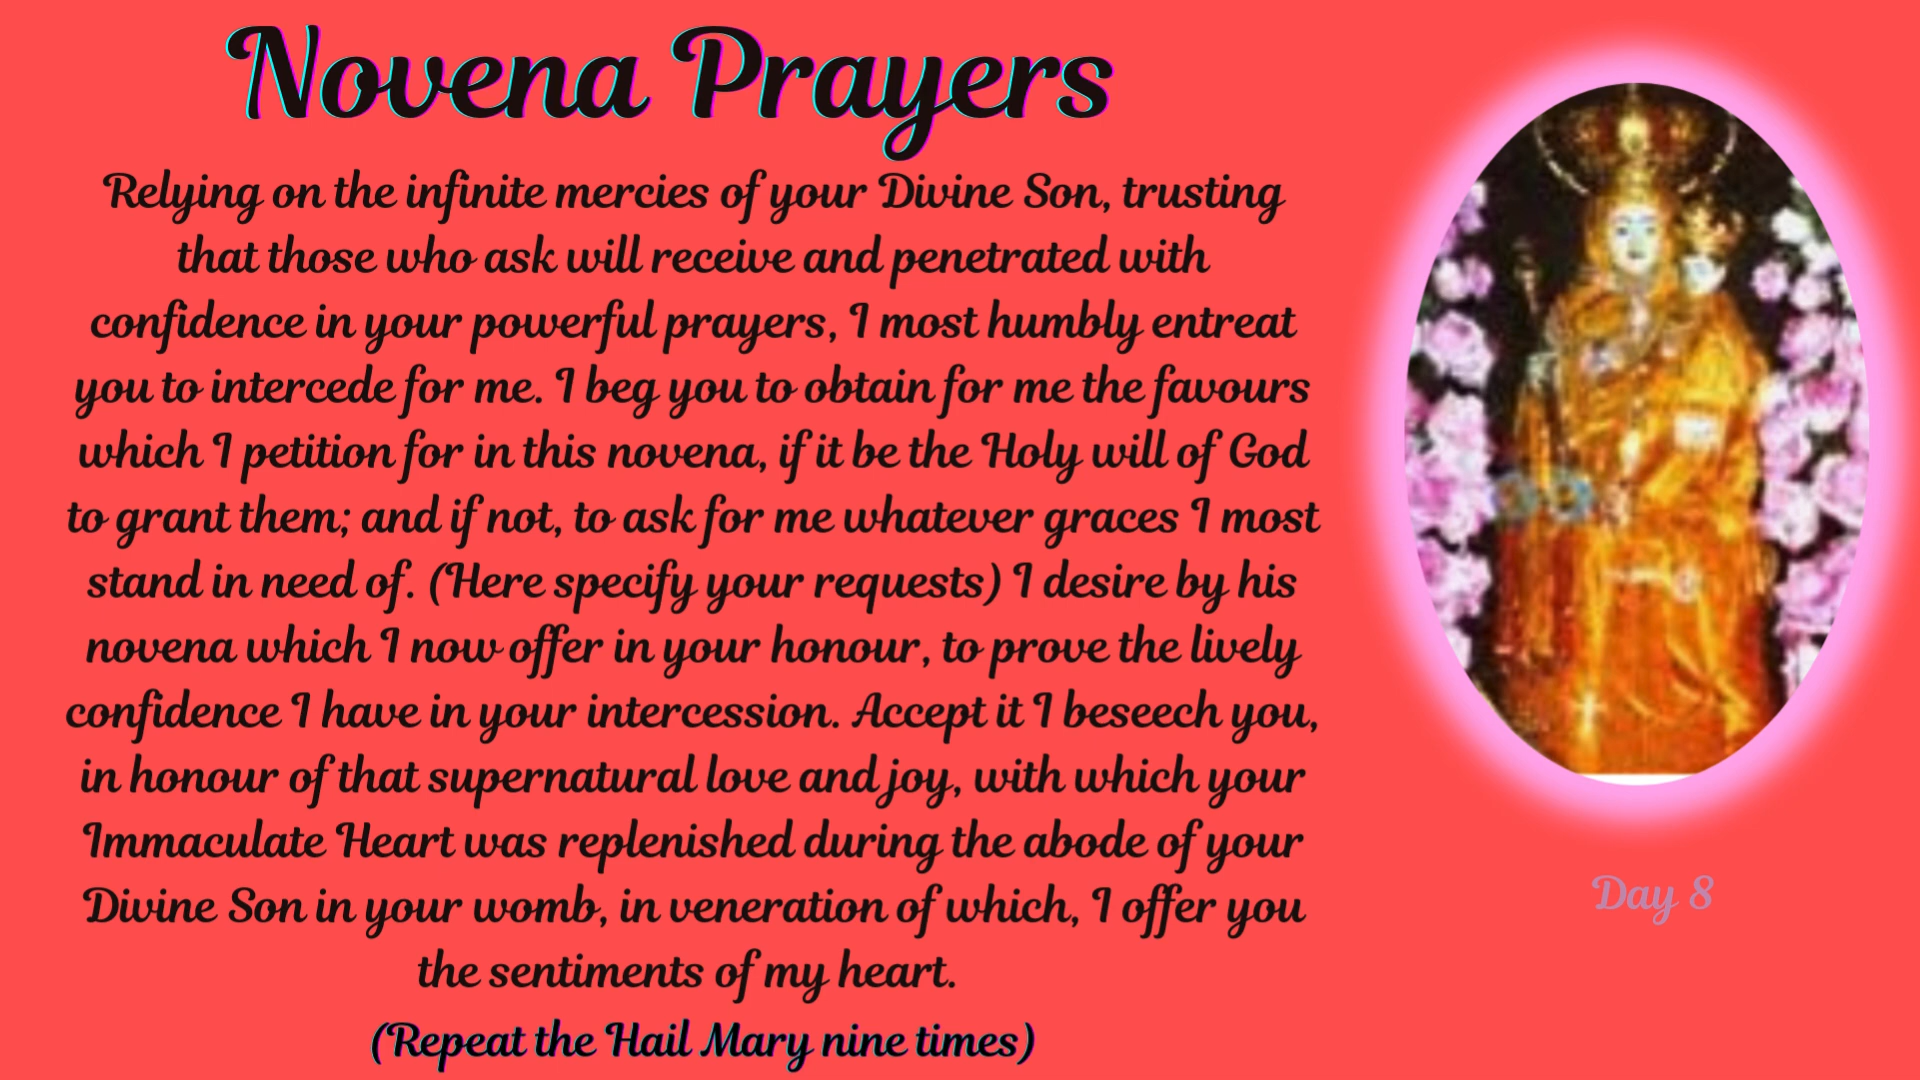 Novena Prayers
Relying on the infinite mercies of your Divine Son, trusting
that those who ask will receive and penetrated with
confidence in your powerful prayers, I most humbly entreat
you to intercede for me. I beg you to obtain for me the favours
which I petition for in this novena, if it be the Holy will of God
to grant them; and if not, to ask for me whatever graces I most
stand in need of. (Here specify your requests) I desire by his
novena which I now offer in your honour, to prove the lively
confidence I have in your intercession. Accept it I beseech you,
in honour of that supernatural love and joy, with which your
Immaculate Heart was replenished during the abode of your
Divine Son in your womb, in veneration of which, I offer you
the sentiments of my heart.
(Repeat the Hail Mary nine times)
Day 8